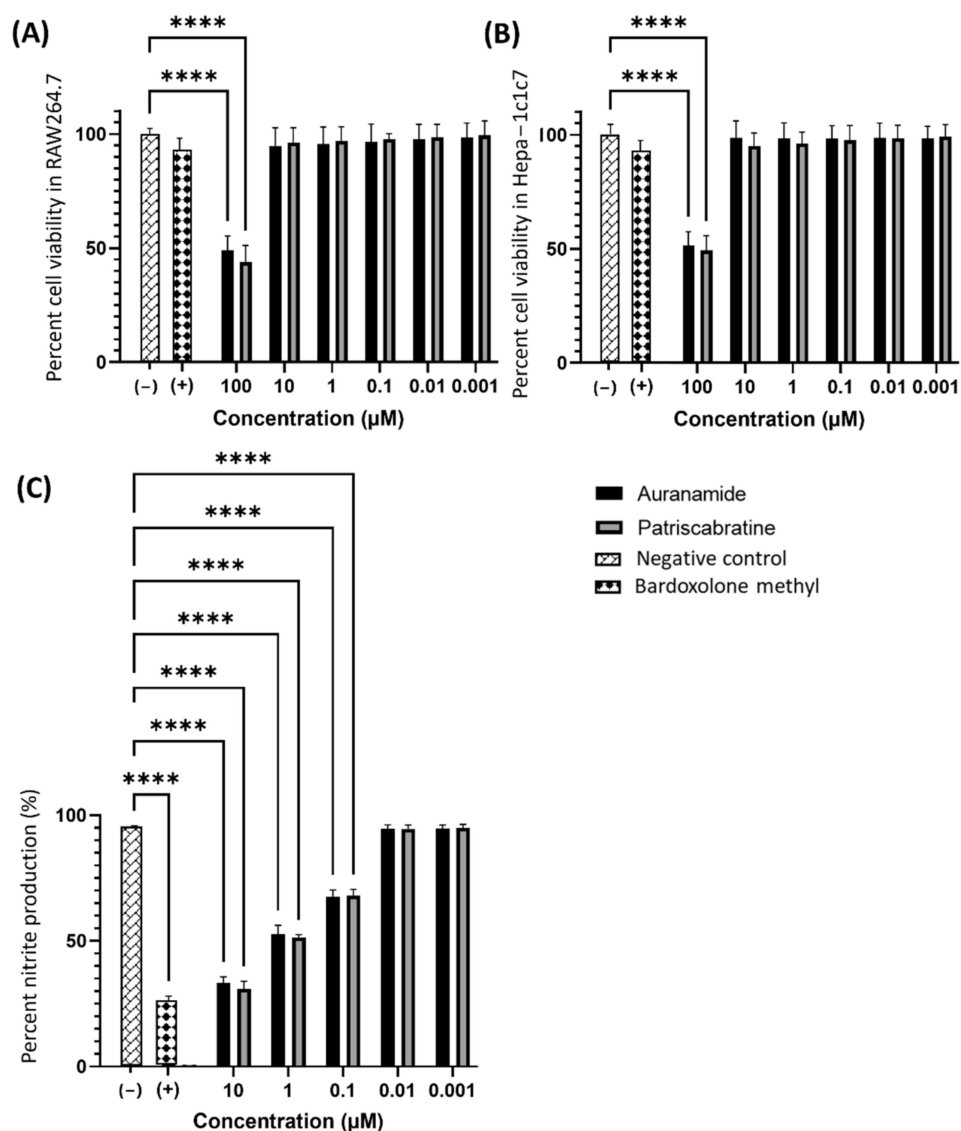 (A)
****
****
Percent cell viability in RAW264.7
100
50
0
(−) (+) 100 10 1 0.1 0.01 0.001
Concentration (µM)
(B)
****
****
Percent cell viability in Hepa−1c1c7
100
50
0
(−) (+) 100 10 1 0.1 0.01 0.001
Concentration (µM)
(C)
****
****
****
****
****
****
****
Percent nitrite production (%)
100
50
0
(−) (+) 10 1 0.1 0.01 0.001
Concentration (µM)
Auranamide
Patriscabratine
Negative control
Bardoxolone methyl